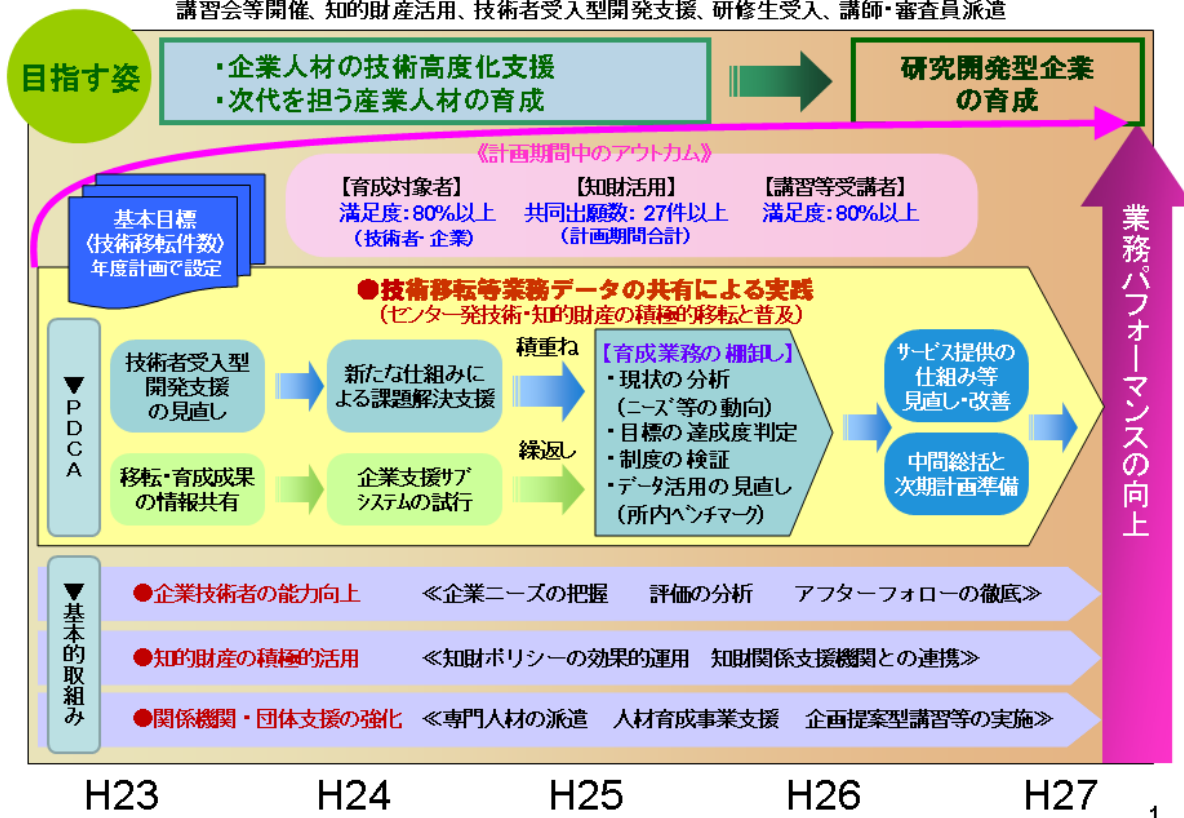 講習会等開催、知的財産活用、技術者受入型開発支援、研修生受入、講師・審査員派遣
目指す姿
・企業人材の技術高度化支援
・次代を担う産業人材の育成
研究開発型企業
の育成
《計画期間中のアウトカム》
基本目標
〈技術移転件数〉
年度計画で設定
【育成対象者】
満足度:80%以上
(技術者・企業)
【知財活用】
共同出願数: 27件以上
(計画期間合計)
【講習等受講者】
満足度:80%以上
業務パフォーマンスの向上
●技術移転等業務データの共有による実践
(センター発技術・知的財産の積極的移転と普及)
▼PDCA
技術者受入型
開発支援
の見直し
新たな仕組みに
よる課題解決支援
積重ね
移転・育成成果
の情報共有
企業支援サブ
システムの試行
繰返し
【育成業務の棚卸し】
・現状の分析
(ニーズ等の動向)
・目標の達成度判定
・制度の検証
・データ活用の見直し
(所内ベンチマーク)
サービス提供の
仕組み等
見直し・改善
中間総括と
次期計画準備
▼基本的取組み
●企業技術者の能力向上 ≪企業ニーズの把握 評価の分析 アフターフォローの徹底≫
●知的財産の積極的活用 ≪知財ポリシーの効果的運用 知財関係支援機関との連携≫
●関係機関・団体支援の強化 ≪専門人材の派遣 人材育成事業支援 企画提案型講習等の実施≫
H23 H24 H25 H26 H27
1